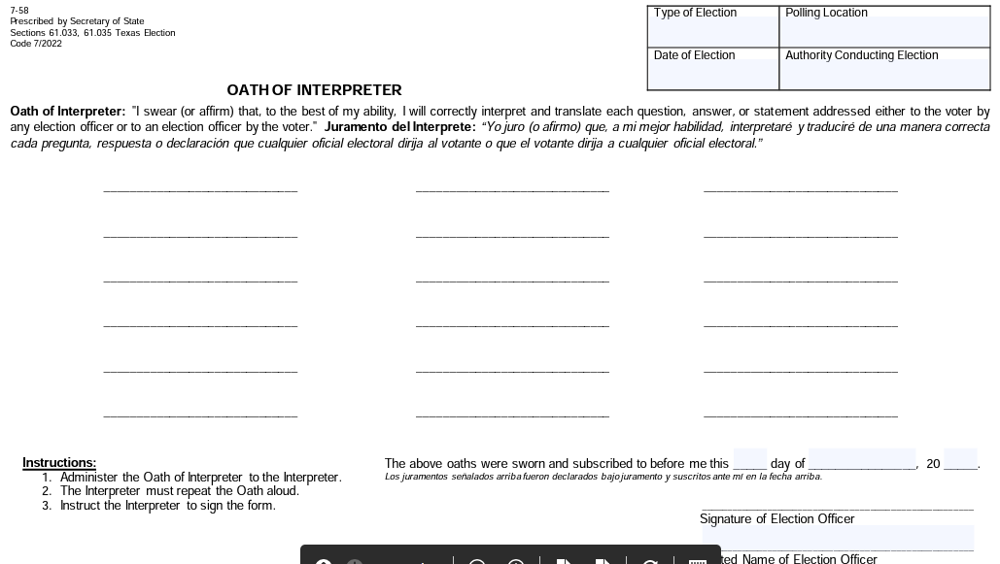 7-58
Prescribed by Secretary of State
Sections 61.033, 61.035 Texas Election
Code 7/2022
Type of Election
Polling Location
Date of Election
Authority Conducting Election
OATH OF INTERPRETER
Oath of Interpreter: "I swear (or affirm) that, to the best of my ability, I will correctly interpret and translate each question, answer, or statement addressed either to the voter by
any election officer or to an election officer by the voter." Juramento del Interprete: “Yo juro (o afirmo) que, a mi mejor habilidad, interpretaré y traduciré de una manera correcta
cada pregunta, respuesta o declaración que cualquier oficial electoral dirija al votante o que el votante dirija a cualquier oficial electoral.”
Instructions:
1. Administer the Oath of Interpreter to the Interpreter.
2. The Interpreter must repeat the Oath aloud.
3. Instruct the Interpreter to sign the form.
The above oaths were sworn and subscribed to before me this _____ day of ________________, 20 _____.
Los juramentos señalados arriba fueron declarados bajo juramento y suscritos ante mí en la fecha arriba.
Signature of Election Officer
Name of Election Officer